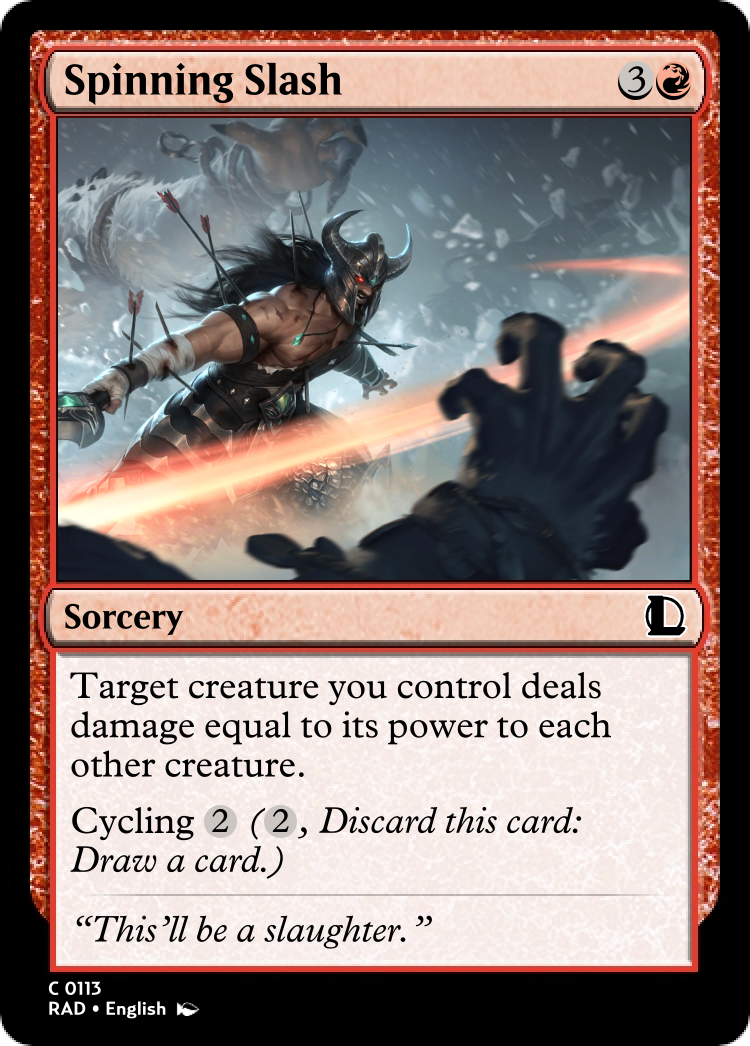 Spinning Slash 3
Sorcery
Target creature you control deals
damage equal to its power to each
other creature.
Cycling 2 (2, Discard this card:
Draw a card.)
“This’ll be a slaughter.”
C 0113
RAD • English